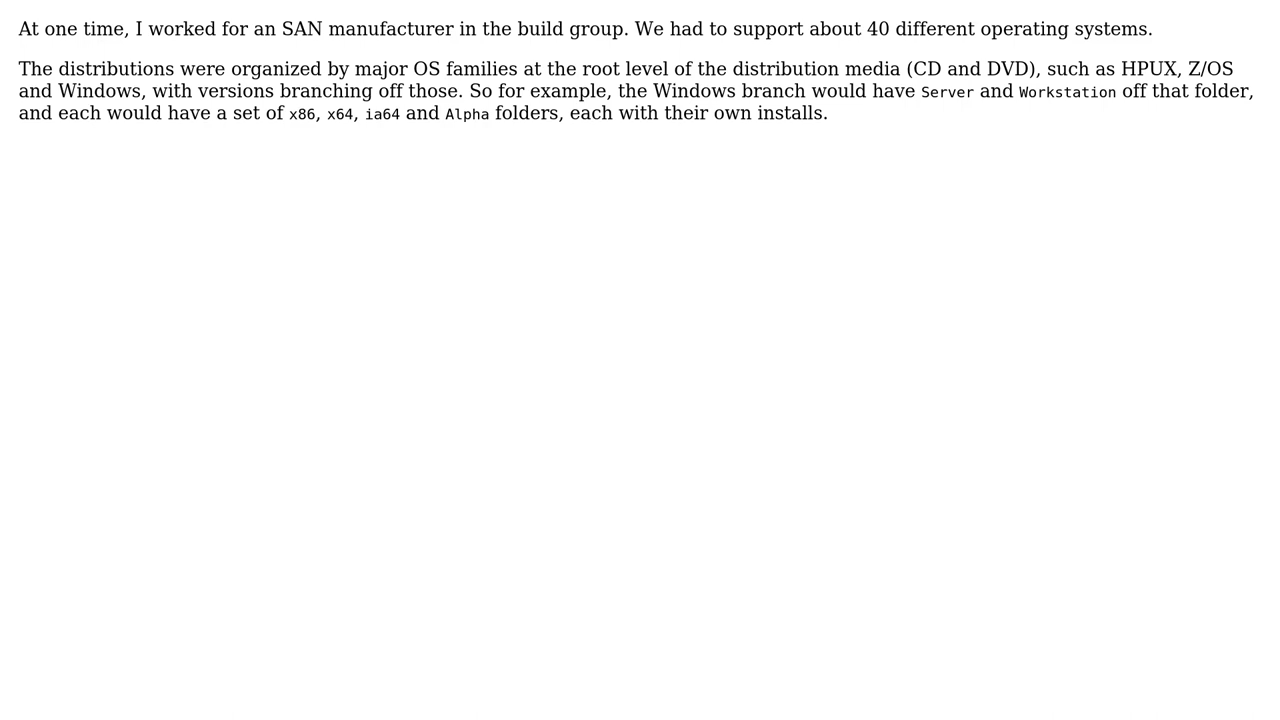 At one time, I worked for an SAN manufacturer in the build group. We had to support about 40 different operating systems.
The distributions were organized by major OS families at the root level of the distribution media (CD and DVD), such as HPUX, Z/OS
and Windows, with versions branching off those. So for example, the Windows branch would have Server and Workstation off that folder,
and each would have a set of x86, x64, ia64 and Alpha folders, each with their own installs.